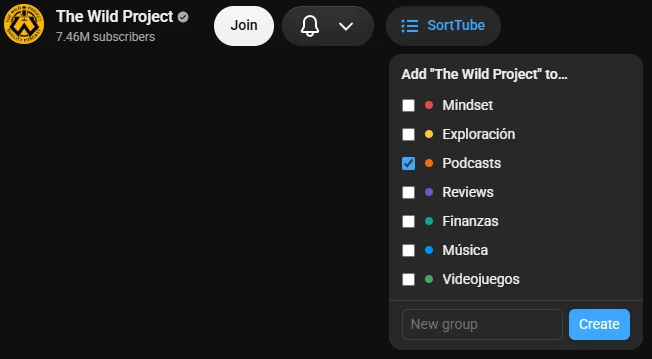 The Wild Project
7.46M subscribers
Join
SortTube
Add "The Wild Project" to...
Mindset
Exploración
Podcasts
Reviews
Finanzas
Música
Videojuegos
New group
Create